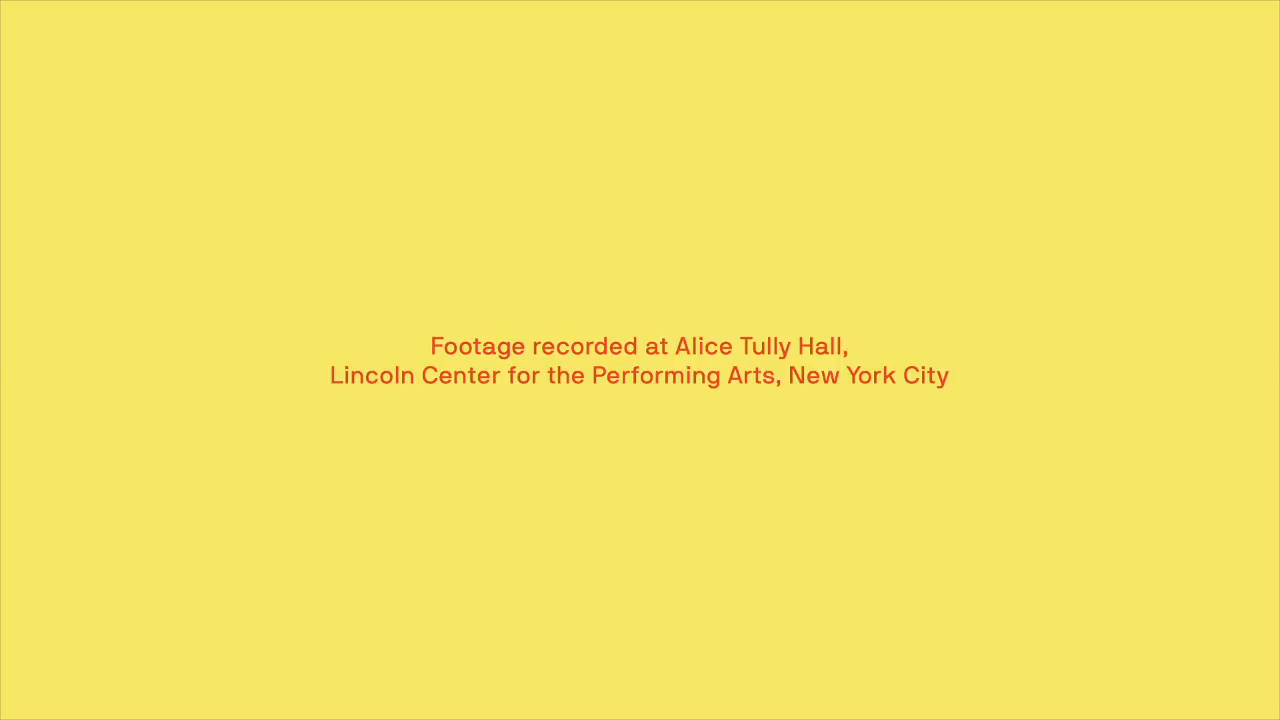 Footage recorded at Alice Tully Hall,
Lincoln Center for the Performing Arts, New York City